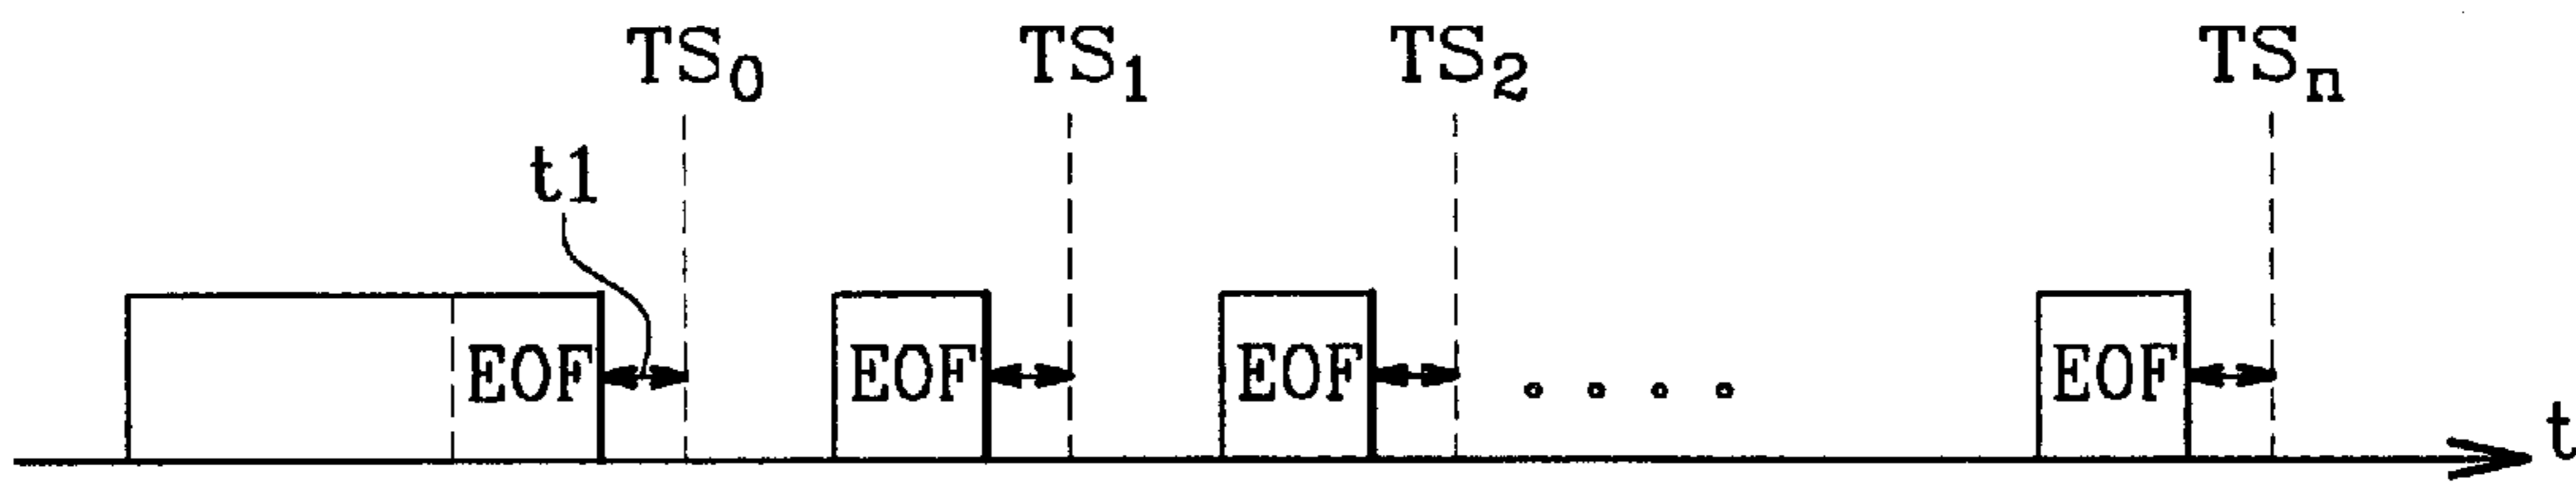 TS₀ TS₁ TS₂ TSₙ
t1
EOF EOF EOF EOF
t